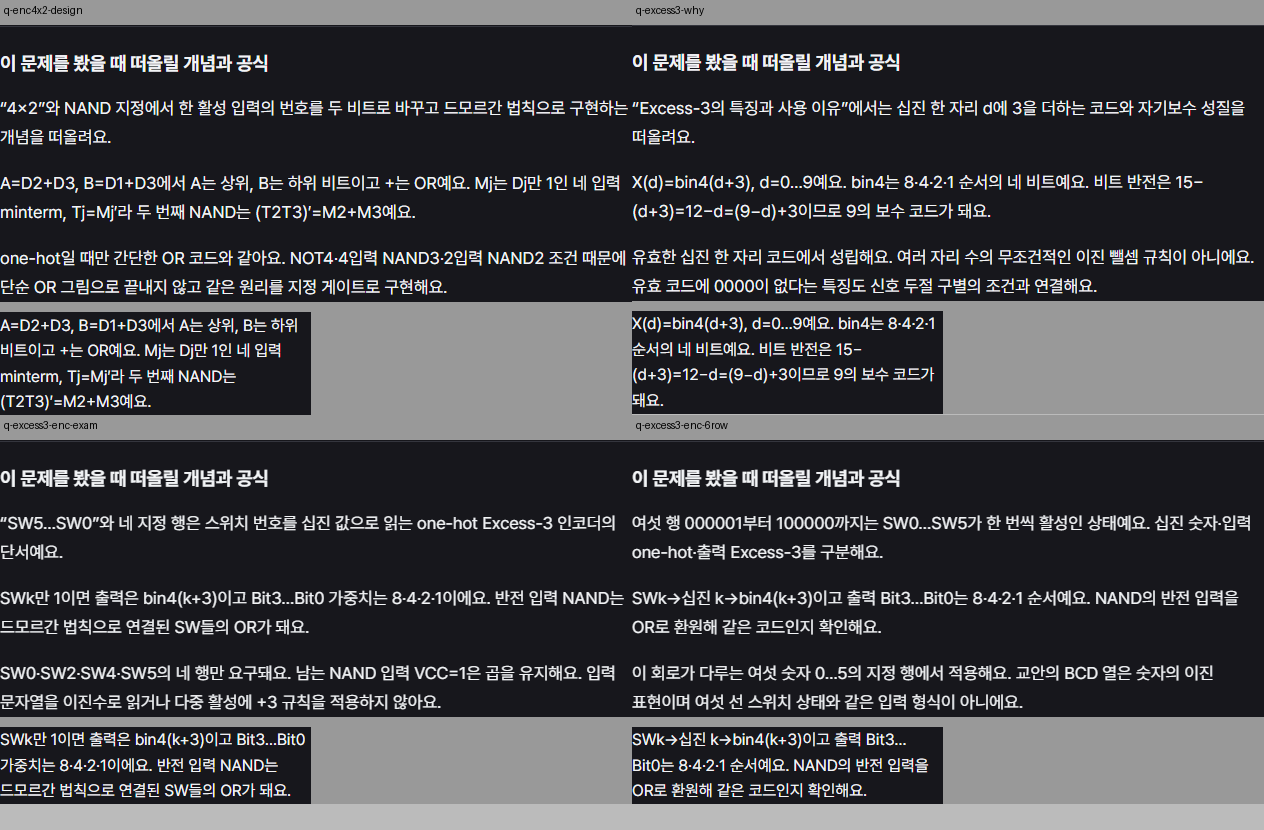 q-enc4x2-design
이 문제를 봤을 때 떠올릴 개념과 공식
“4×2”와 NAND 지정에서 한 활성 입력의 번호를 두 비트로 바꾸고 드모르간 법칙으로 구현하는
개념을 떠올려요.
A=D2+D3, B=D1+D3에서 A는 상위, B는 하위 비트이고 +는 OR예요. Mj는 Dj만 1인 네 입력
minterm, Tj=Mj′라 두 번째 NAND는 (T2T3)′=M2+M3예요.
one-hot일 때만 간단한 OR 코드와 같아요. NOT4·4입력 NAND3·2입력 NAND2 조건 때문에
단순 OR 그림으로 끝내지 않고 같은 원리를 지정 게이트로 구현해요.
A=D2+D3, B=D1+D3에서 A는 상위, B는 하위
비트이고 +는 OR예요. Mj는 Dj만 1인 네 입력
minterm, Tj=Mj′라 두 번째 NAND는
(T2T3)′=M2+M3예요.
q-excess3-why
이 문제를 봤을 때 떠올릴 개념과 공식
“Excess-3의 특징과 사용 이유”에서는 십진 한 자리 d에 3을 더하는 코드와 자기보수 성질을
떠올려요.
X(d)=bin4(d+3), d=0…9예요. bin4는 8·4·2·1 순서의 네 비트예요. 비트 반전은 15−
(d+3)=12−d=(9−d)+3이므로 9의 보수 코드가 돼요.
유효한 십진 한 자리 코드에서 성립해요. 여러 자리 수의 무조건적인 이진 뺄셈 규칙이 아니에요.
유효 코드에 0000이 없다는 특징도 신호 두절 구별의 조건과 연결해요.
X(d)=bin4(d+3), d=0…9예요. bin4는 8·4·2·1
순서의 네 비트예요. 비트 반전은 15−
(d+3)=12−d=(9−d)+3이므로 9의 보수 코드가
돼요.
q-excess3-enc-exam
이 문제를 봤을 때 떠올릴 개념과 공식
“SW5…SW0”와 네 지정 행은 스위치 번호를 십진 값으로 읽는 one-hot Excess-3 인코더의
단서예요.
SWk만 1이면 출력은 bin4(k+3)이고 Bit3…Bit0 가중치는 8·4·2·1이에요. 반전 입력 NAND는
드모르간 법칙으로 연결된 SW들의 OR가 돼요.
SW0·SW2·SW4·SW5의 네 행만 요구돼요. 남는 NAND 입력 VCC=1은 곱을 유지해요. 입력
문자열을 이진수로 읽거나 다중 활성에 +3 규칙을 적용하지 않아요.
SWk만 1이면 출력은 bin4(k+3)이고 Bit3…Bit0
가중치는 8·4·2·1이에요. 반전 입력 NAND는
드모르간 법칙으로 연결된 SW들의 OR가 돼요.
q-excess3-enc-6row
이 문제를 봤을 때 떠올릴 개념과 공식
여섯 행 000001부터 100000까지는 SW0…SW5가 한 번씩 활성인 상태예요. 십진 숫자·입력
one-hot·출력 Excess-3를 구분해요.
SWk→십진 k→bin4(k+3)이고 출력 Bit3…Bit0는 8·4·2·1 순서예요. NAND의 반전 입력을
OR로 환원해 같은 코드인지 확인해요.
이 회로가 다루는 여섯 숫자 0…5의 지정 행에서 적용해요. 교안의 BCD 열은 숫자의 이진
표현이며 여섯 선 스위치 상태와 같은 입력 형식이 아니에요.
SWk→십진 k→bin4(k+3)이고 출력 Bit3…
Bit0는 8·4·2·1 순서예요. NAND의 반전 입력을
OR로 환원해 같은 코드인지 확인해요.